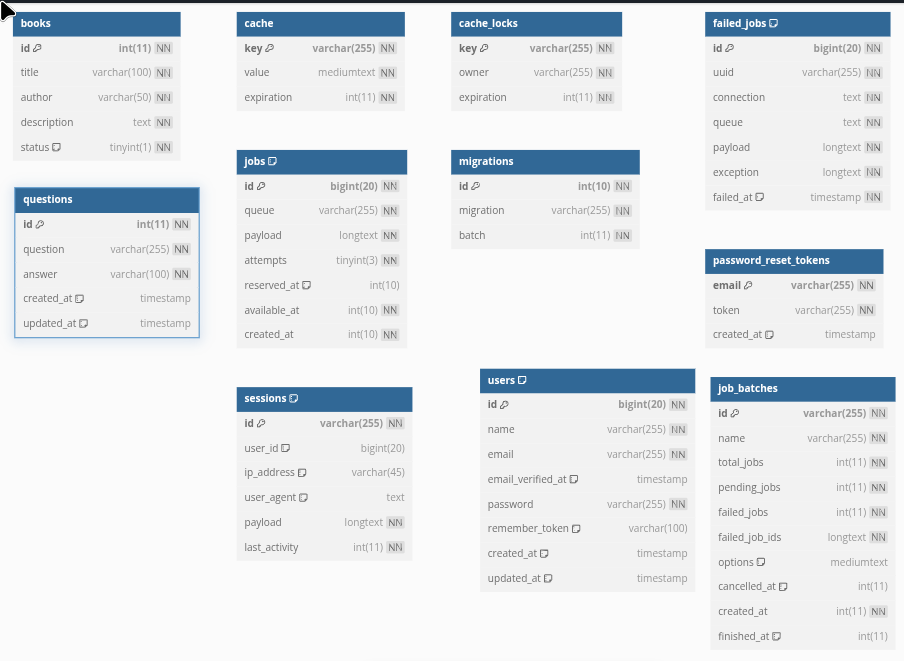 books
id int(11) NN
title varchar(100) NN
author varchar(50) NN
description text NN
status tinyint(1) NN
questions
id int(11) NN
question varchar(255) NN
answer varchar(100) NN
created_at timestamp
updated_at timestamp
cache
key varchar(255) NN
value mediumtext NN
expiration int(11) NN
jobs
id bigint(20) NN
queue varchar(255) NN
payload longtext NN
attempts tinyint(3) NN
reserved_at int(10)
available_at int(10) NN
created_at int(10) NN
sessions
id varchar(255) NN
user_id bigint(20)
ip_address varchar(45)
user_agent text
payload longtext NN
last_activity int(11) NN
cache_locks
key varchar(255) NN
owner varchar(255) NN
expiration int(11) NN
migrations
id int(10) NN
migration varchar(255) NN
batch int(11) NN
users
id bigint(20) NN
name varchar(255) NN
email varchar(255) NN
email_verified_at timestamp
password varchar(255) NN
remember_token varchar(100)
created_at timestamp
updated_at timestamp
failed_jobs
id bigint(20) NN
uuid varchar(255) NN
connection text NN
queue text NN
payload longtext NN
exception longtext NN
failed_at timestamp NN
password_reset_tokens
email varchar(255) NN
token varchar(255) NN
created_at timestamp
job_batches
id varchar(255) NN
name varchar(255) NN
total_jobs int(11) NN
pending_jobs int(11) NN
failed_jobs int(11) NN
failed_job_ids longtext NN
options mediumtext
cancelled_at int(11)
created_at int(11) NN
finished_at int(11)